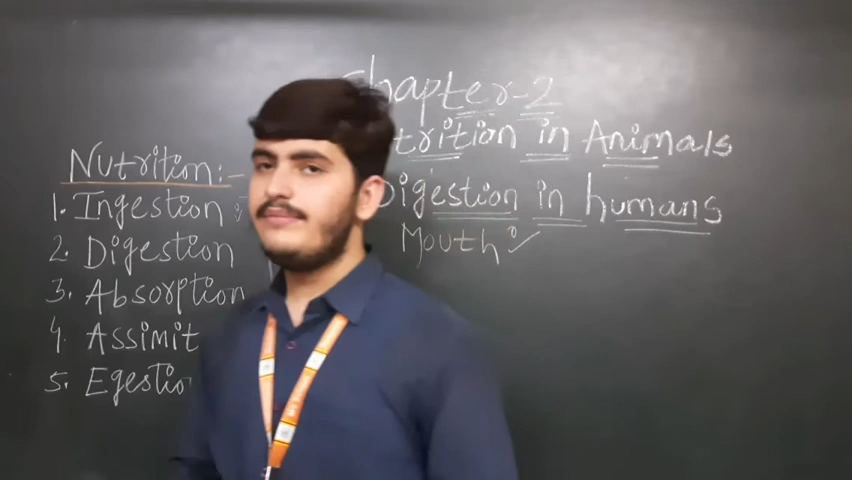 Chapter-2
trition in Animals
Digestion in humans
Mouth:✓
Nutrition:-
1. Ingestion:
2. Digestion
3. Absorption
4. Assimit
5. Egestion